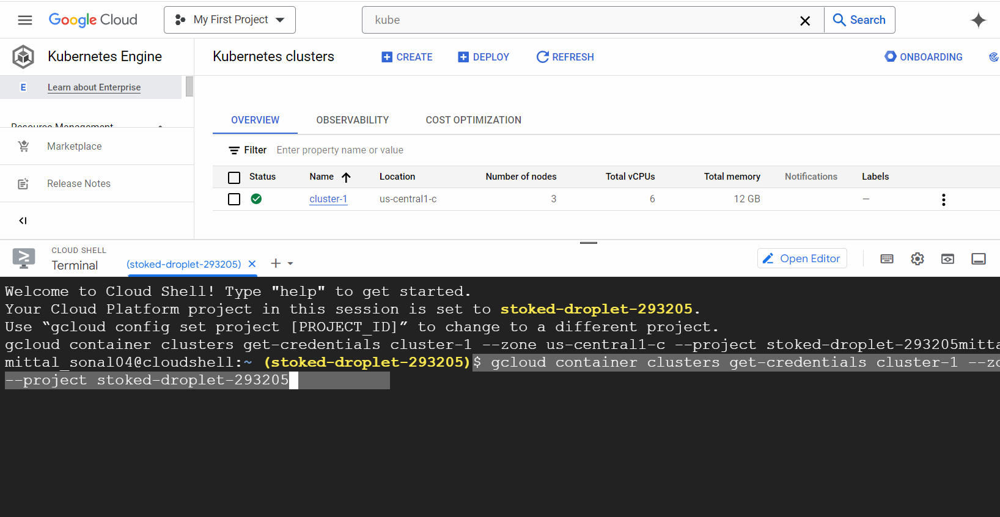 Google Cloud
My First Project
kube
Search
Kubernetes Engine
Kubernetes clusters
CREATE
DEPLOY
REFRESH
ONBOARDING
E
Learn about Enterprise
Resource Management
Marketplace
Release Notes
OVERVIEW
OBSERVABILITY
COST OPTIMIZATION
Filter
Enter property name or value
Status
Name
Location
Number of nodes
Total vCPUs
Total memory
Notifications
Labels
cluster-1
us-central1-c
3
6
12 GB
—
CLOUD SHELL
Terminal
(stoked-droplet-293205)
Open Editor
Welcome to Cloud Shell! Type "help" to get started.
Your Cloud Platform project in this session is set to stoked-droplet-293205.
Use “gcloud config set project [PROJECT_ID]” to change to a different project.
gcloud container clusters get-credentials cluster-1 --zone us-central1-c --project stoked-droplet-293205mitta
mittal_sonal04@cloudshell:~ (stoked-droplet-293205)$ gcloud container clusters get-credentials cluster-1 --zo
--project stoked-droplet-293205